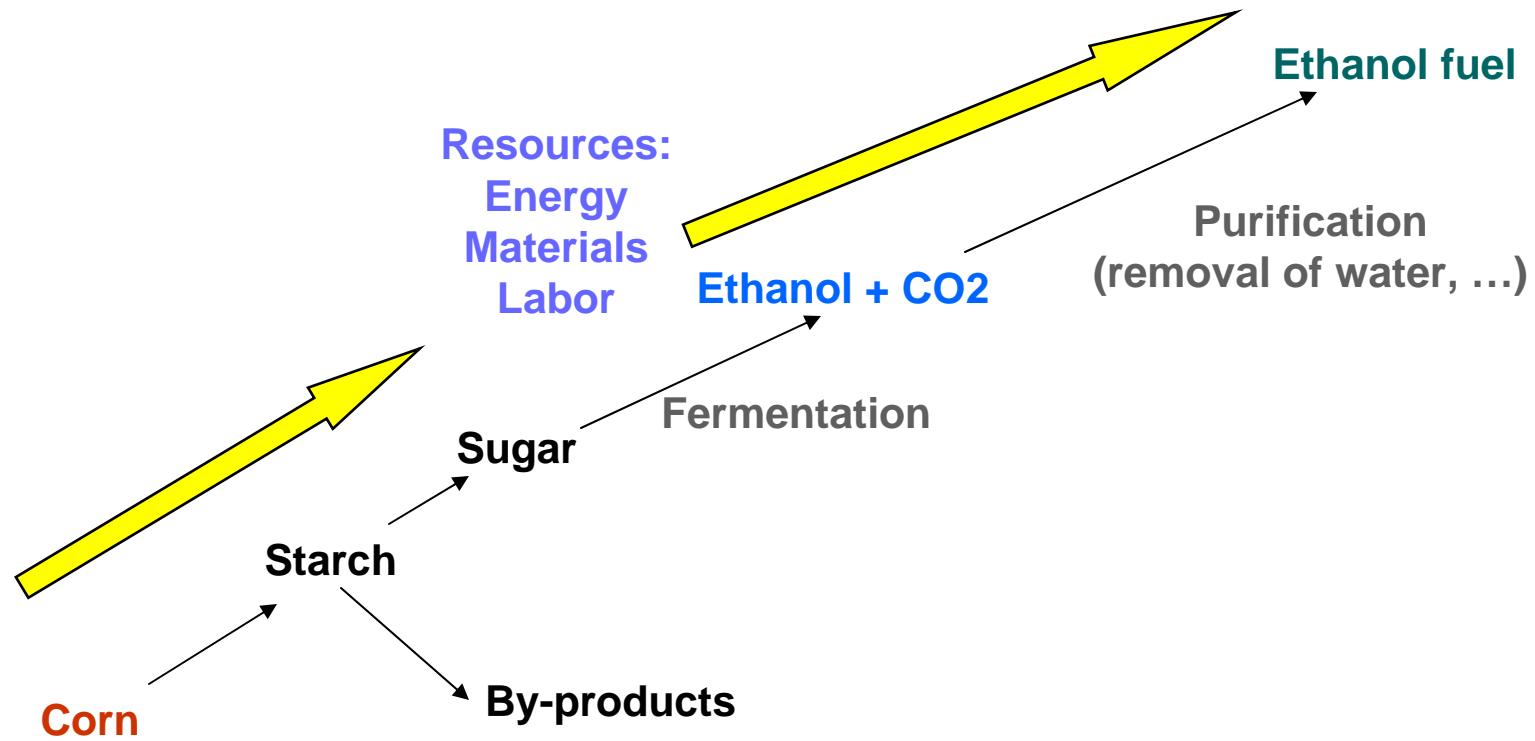 Ethanol fuel
Resources:
Energy
Materials
Labor
Purification
(removal of water, …)
Ethanol + CO2
Fermentation
Sugar
Starch
By-products
Corn